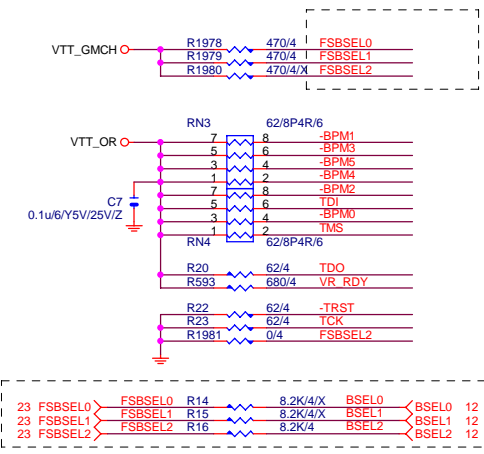 VTT_GMCH R1978 470/4 FSBSEL0
R1979 470/4 FSBSEL1
R1980 470/4/X FSBSEL2
RN3 62/8P4R/6
VTT_OR 7 8 -BPM1
5 6 -BPM3
3 4 -BPM5
1 2 -BPM4
C7 7 8 -BPM2
0.1u/6/Y5V/25V/Z 5 6 TDI
3 4 -BPM0
1 2 TMS
RN4 62/8P4R/6
R20 62/4 TDO
R593 680/4 VR_RDY
R22 62/4 -TRST
R23 62/4 TCK
R1981 0/4 FSBSEL2
23 FSBSEL0 FSBSEL0 R14 8.2K/4/X BSEL0 BSEL0 12
23 FSBSEL1 FSBSEL1 R15 8.2K/4/X BSEL1 BSEL1 12
23 FSBSEL2 FSBSEL2 R16 8.2K/4 BSEL2 BSEL2 12